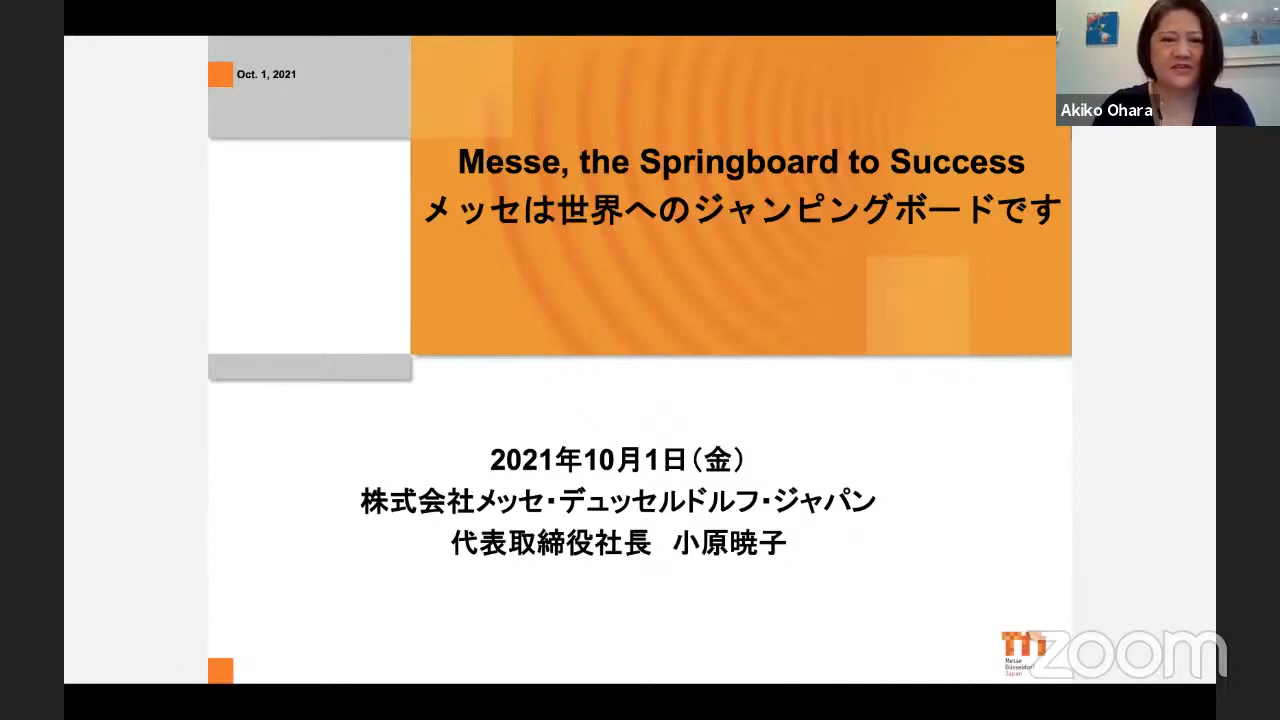 Oct. 1, 2021
Akiko Ohara
Messe, the Springboard to Success
メッセは世界へのジャンピングボードです
2021年10月1日(金)
株式会社メッセ・デュッセルドルフ・ジャパン
代表取締役社長 小原暁子
Messe
Düsseldorf
Japan
zoom